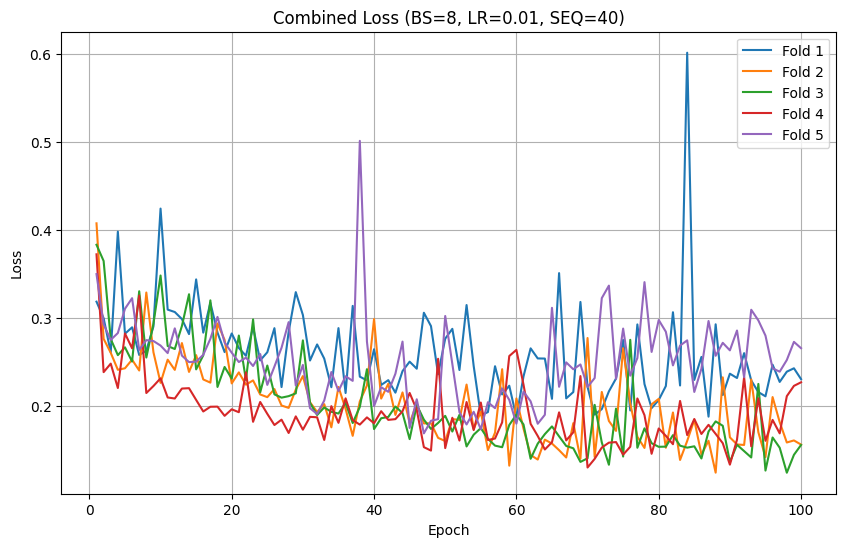 Combined Loss (BS=8, LR=0.01, SEQ=40)
Fold 1
Fold 2
Fold 3
Fold 4
Fold 5
Loss
0.6
0.5
0.4
0.3
0.2
0
20
40
60
80
100
Epoch